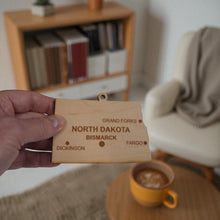 GRAND FORKS
NORTH DAKOTA
BISMARCK
FARGO
DICKINSON